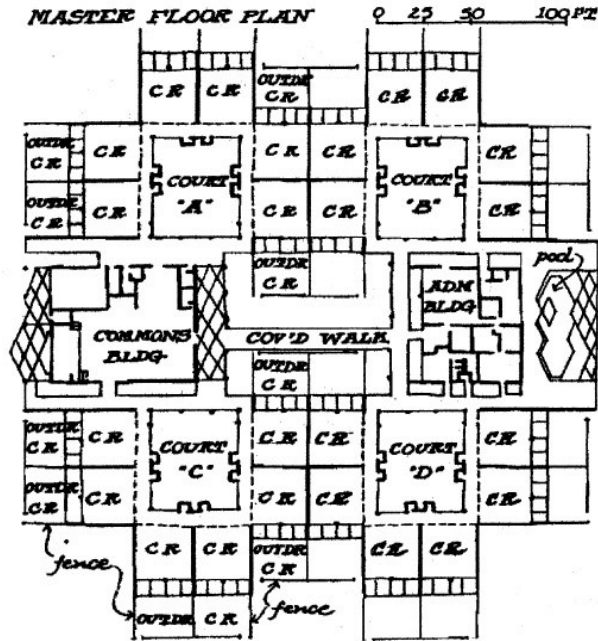 MASTER FLOOR PLAN
0 25 50 100 FT
CR CR
OUTDR
CR
CR CR
OUTDR
CR
CR
COURT
"A"
CR CR
COURT
"B"
CR
OUTDR
CR
CR
CR CR
CR
OUTDR
CR
pool
ADM
BLDG
COMMONS
BLDG
COV'D WALK
OUTDR
CR
OUTDR
CR
CR
COURT
"C"
CR CR
COURT
"D"
CR
OUTDR
CR
CR
CR CR
CR
CR CR
OUTDR
CR
CR CR
fence
fence
OUTDR CR